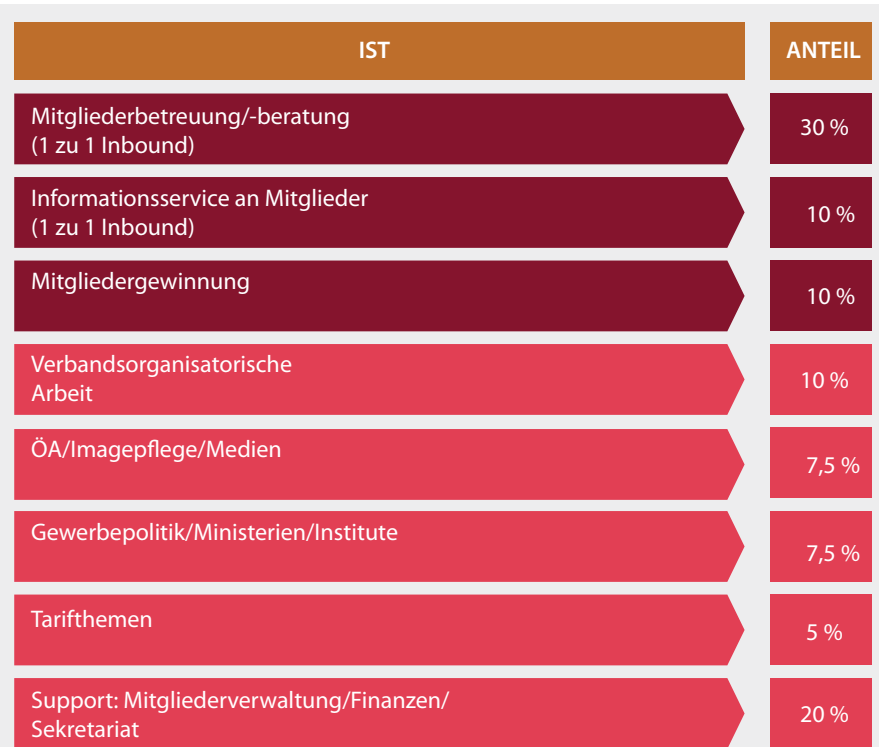 IST ANTEIL
Mitgliederbetreuung/-beratung
(1 zu 1 Inbound)
30 %
Informationsservice an Mitglieder
(1 zu 1 Inbound)
10 %
Mitgliedergewinnung
10 %
Verbandsorganisatorische
Arbeit
10 %
ÖA/Imagepflege/Medien
7,5 %
Gewerbepolitik/Ministerien/Institute
7,5 %
Tarifthemen
5 %
Support: Mitgliederverwaltung/Finanzen/
Sekretariat
20 %